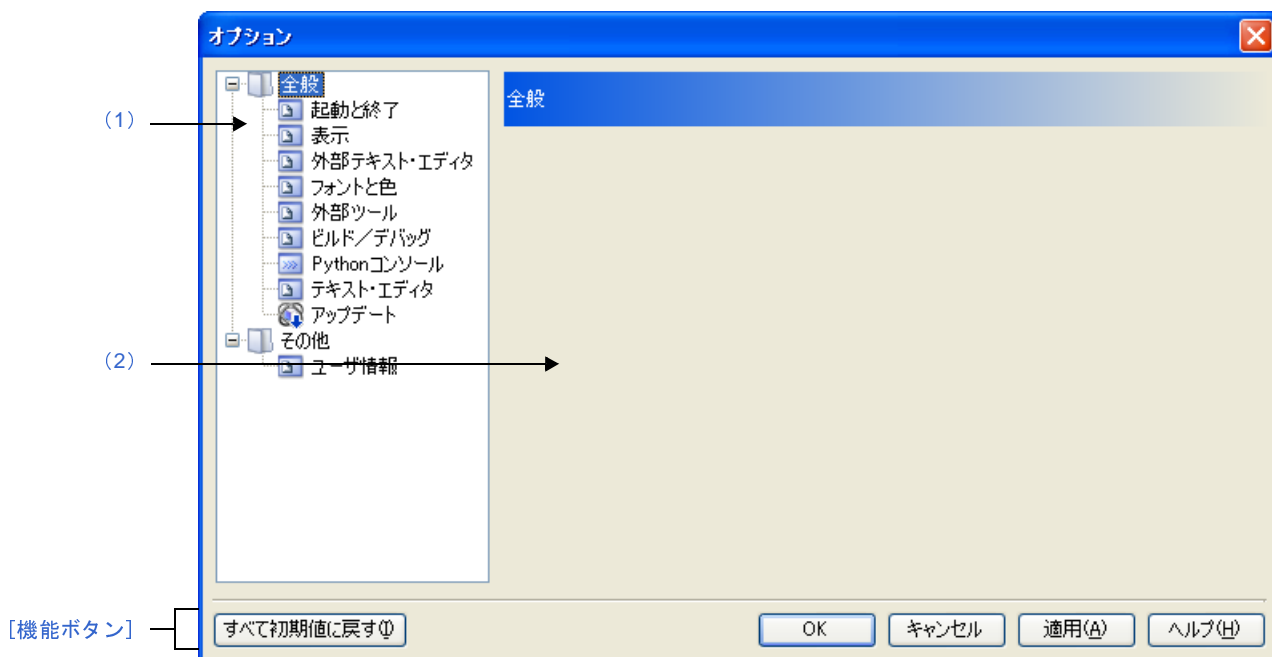 オプション
全般
起動と終了
表示
外部テキスト・エディタ
フォントと色
外部ツール
ビルド／デバッグ
Pythonコンソール
テキスト・エディタ
アップデート
その他
ユーザ情報
全般
（1）
（2）
［機能ボタン］
すべて初期値に戻す(I)
OK
キャンセル
適用(A)
ヘルプ(H)